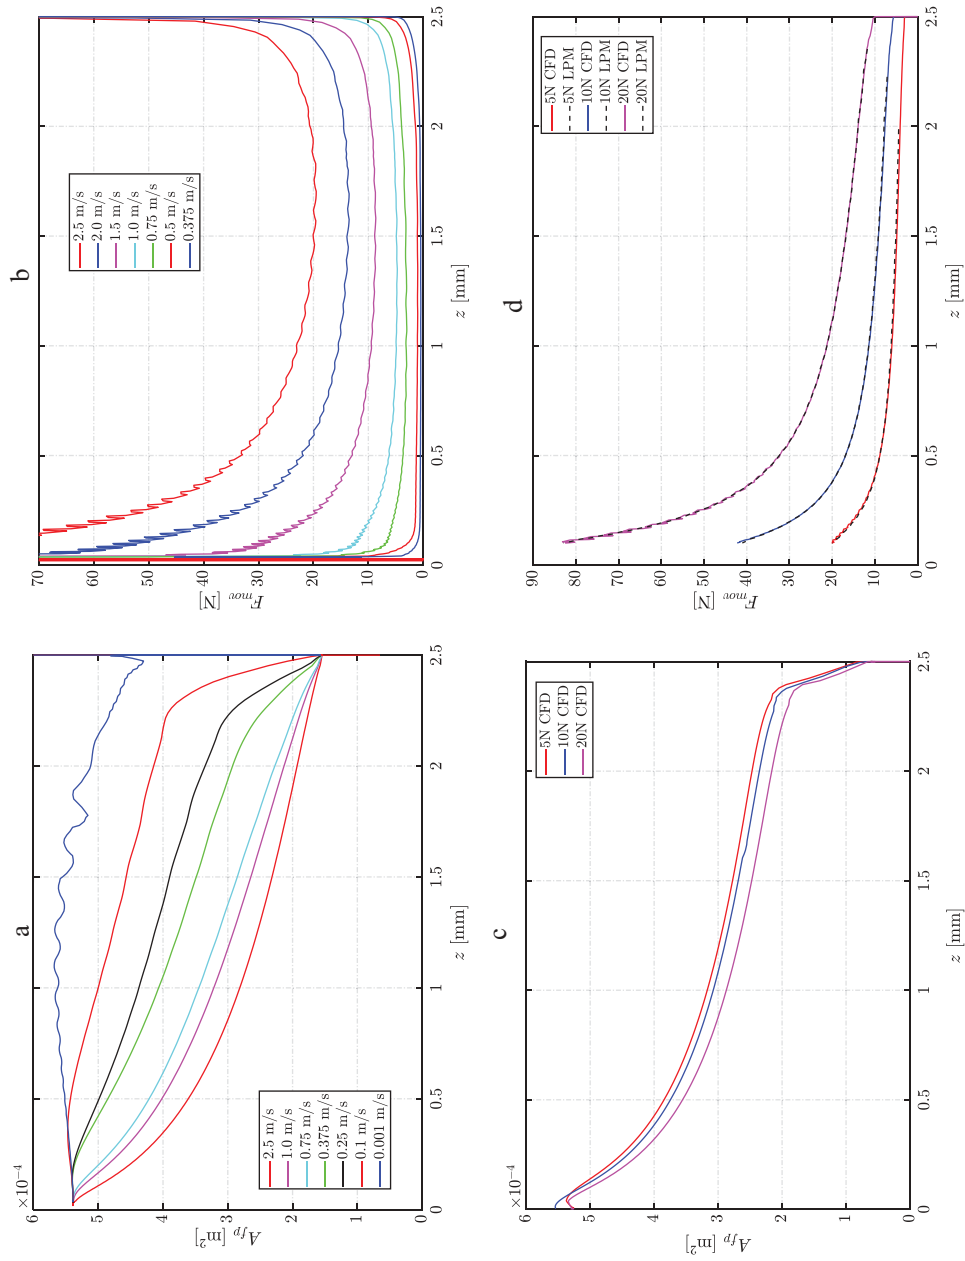 a
×10⁻⁴
6
5
4
3
2
1
0
A_fp [m²]
0
0.5
1
1.5
2
2.5
z [mm]
2.5 m/s
1.0 m/s
0.75 m/s
0.375 m/s
0.25 m/s
0.1 m/s
0.001 m/s
b
70
60
50
40
30
20
10
0
F_mov [N]
0
0.5
1
1.5
2
2.5
z [mm]
2.5 m/s
2.0 m/s
1.5 m/s
1.0 m/s
0.75 m/s
0.5 m/s
0.375 m/s
c
×10⁻⁴
6
5
4
3
2
1
0
A_fp [m²]
0
0.5
1
1.5
2
2.5
z [mm]
5N CFD
10N CFD
20N CFD
d
90
80
70
60
50
40
30
20
10
0
F_mov [N]
0
0.5
1
1.5
2
2.5
z [mm]
5N CFD
5N LPM
10N CFD
10N LPM
20N CFD
20N LPM